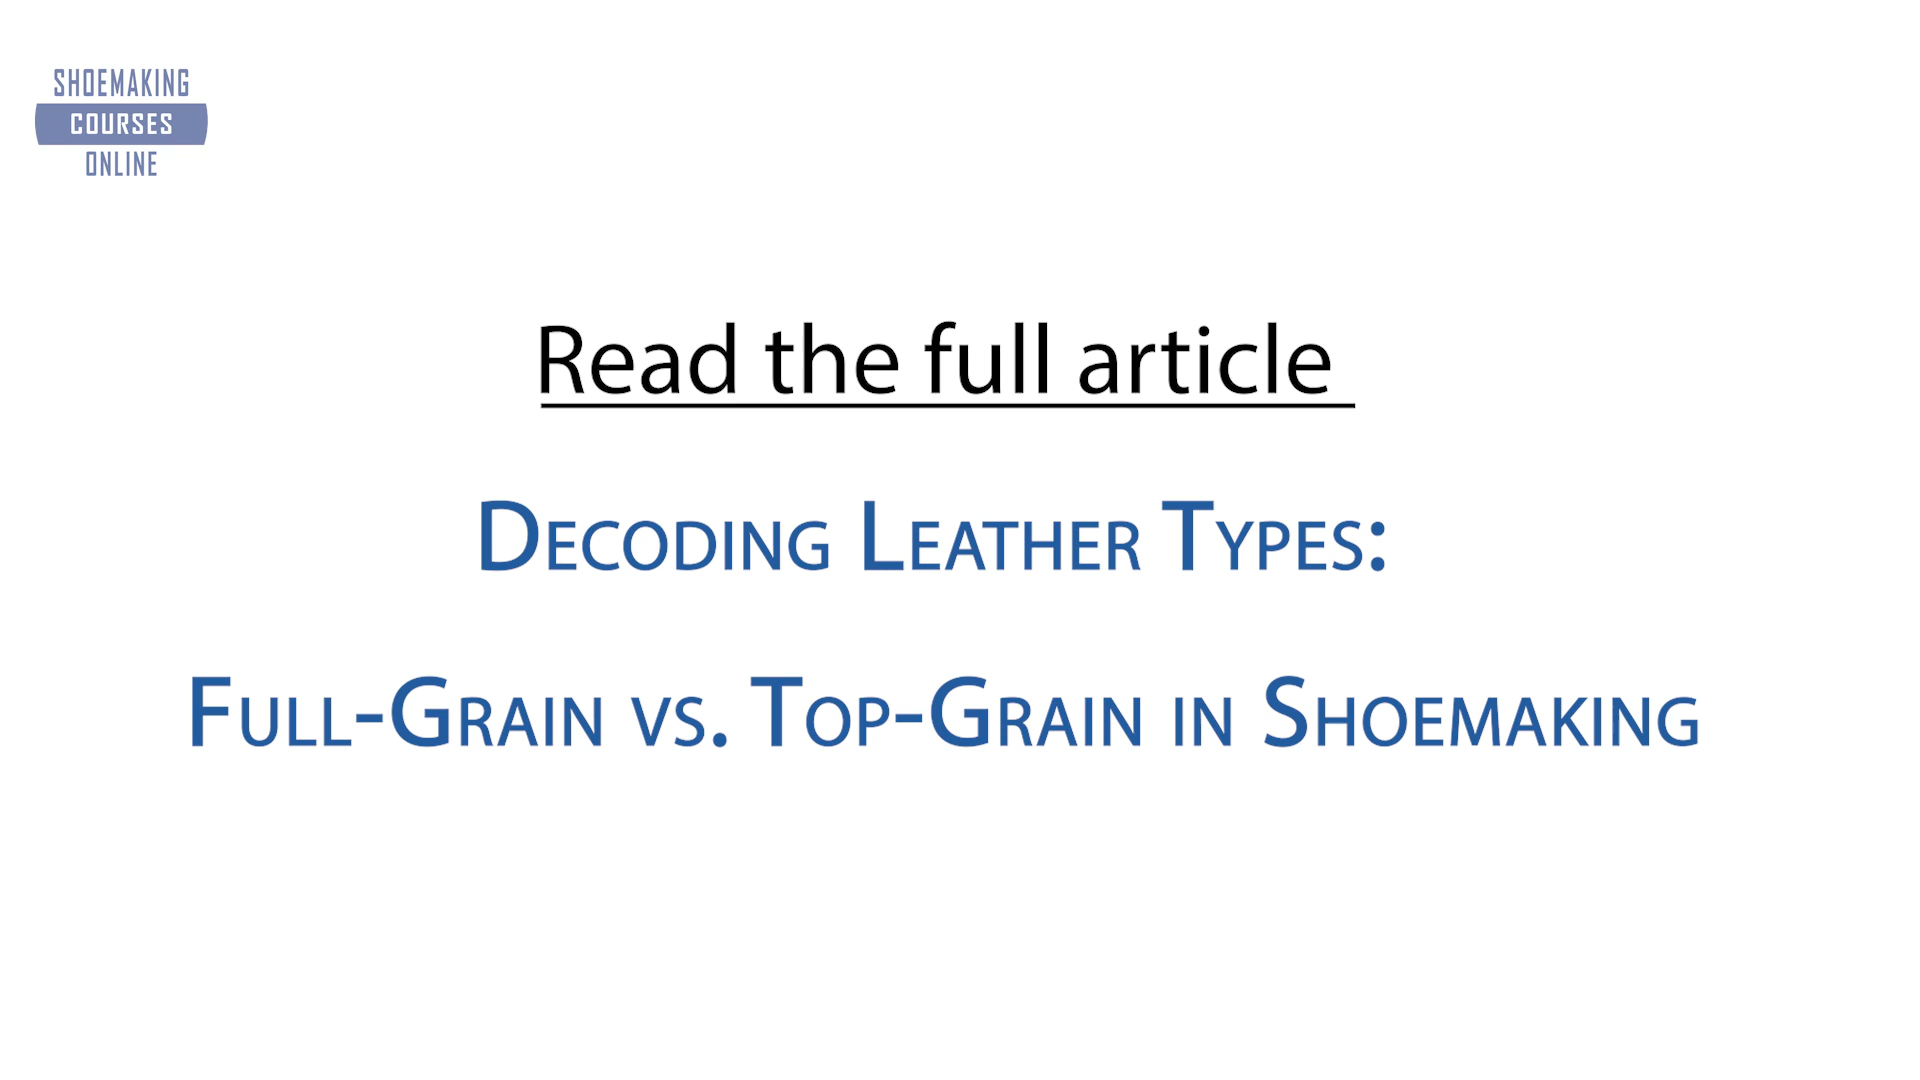 SHOEMAKING
COURSES
ONLINE
Read the full article
Decoding Leather Types:
Full-Grain vs. Top-Grain in Shoemaking